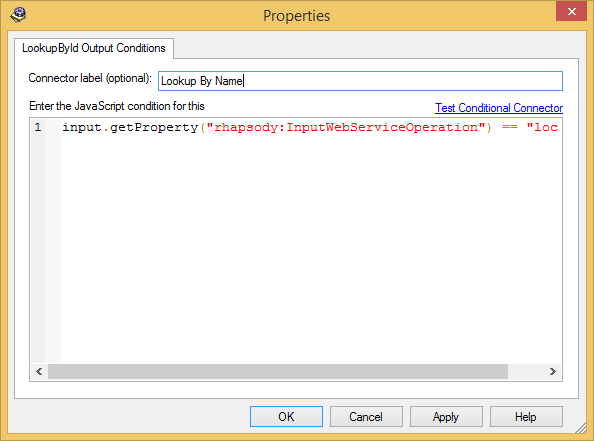 Properties
LookupById Output Conditions
Connector label (optional): Lookup By Name
Enter the JavaScript condition for this Test Conditional Connector
1 input.getProperty("rhapsody:InputWebServiceOperation") == "loc
OK Cancel Apply Help